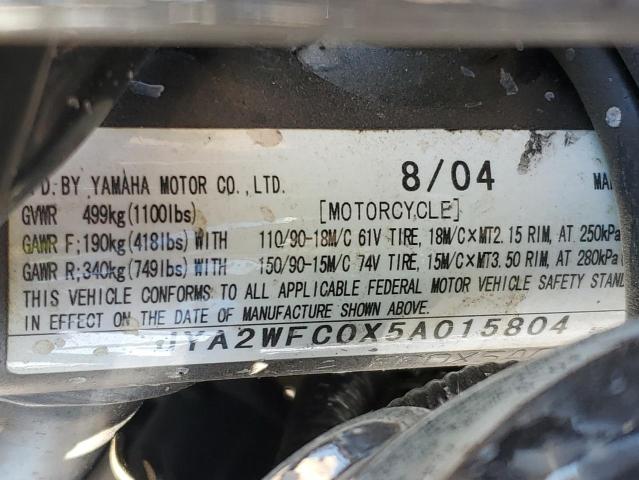 D. BY YAMAHA MOTOR CO., LTD. 8/04
GVWR 499kg(1100lbs) [MOTORCYCLE]
GAWR F;190kg(418lbs) WITH 110/90-18M/C 61V TIRE, 18M/C×MT2.15 RIM, AT 250kPa
GAWR R;340kg(749lbs) WITH 150/90-15M/C 74V TIRE, 15M/C×MT3.50 RIM, AT 280kPa(
THIS VEHICLE CONFORMS TO ALL APPLICABLE FEDERAL MOTOR VEHICLE SAFETY STAN
EFFECT ON THE DATE OF MANUFACTURE SHOWN ABOVE.
JYA2WFC0X5A015804